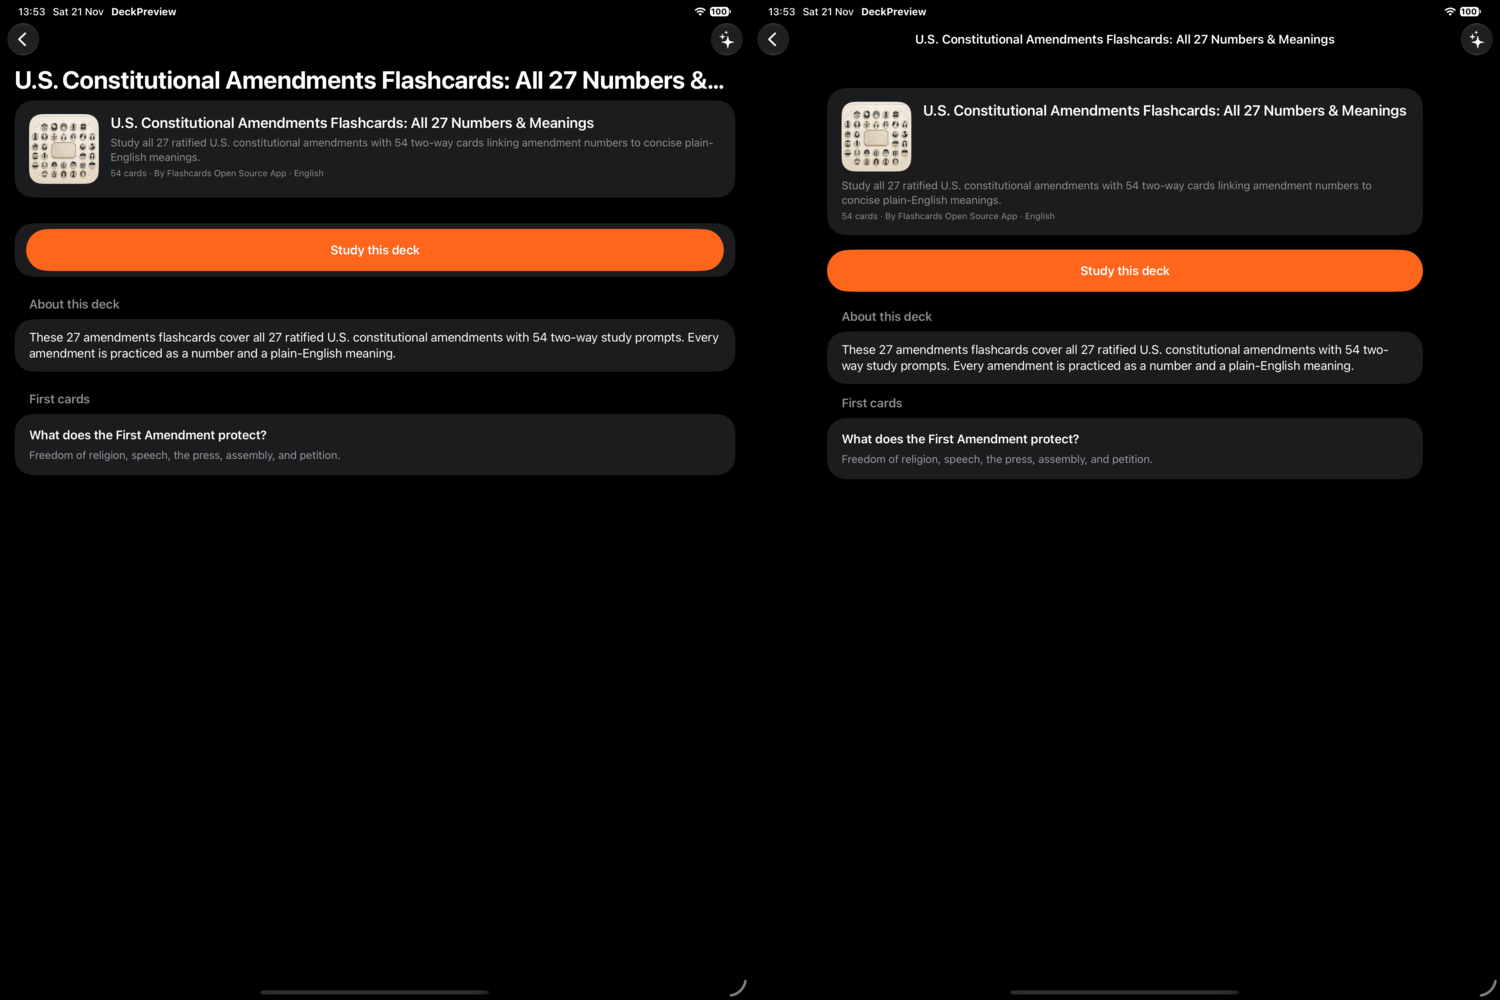 13:53 Sat 21 Nov DeckPreview
100
U.S. Constitutional Amendments Flashcards: All 27 Numbers &...
U.S. Constitutional Amendments Flashcards: All 27 Numbers & Meanings
Study all 27 ratified U.S. constitutional amendments with 54 two-way cards linking amendment numbers to concise plain-
English meanings.
54 cards · By Flashcards Open Source App · English
Study this deck
About this deck
These 27 amendments flashcards cover all 27 ratified U.S. constitutional amendments with 54 two-way study prompts. Every
amendment is practiced as a number and a plain-English meaning.
First cards
What does the First Amendment protect?
Freedom of religion, speech, the press, assembly, and petition.
13:53 Sat 21 Nov DeckPreview
100
U.S. Constitutional Amendments Flashcards: All 27 Numbers & Meanings
U.S. Constitutional Amendments Flashcards: All 27 Numbers & Meanings
Study all 27 ratified U.S. constitutional amendments with 54 two-way cards linking amendment numbers to
concise plain-English meanings.
54 cards · By Flashcards Open Source App · English
Study this deck
About this deck
These 27 amendments flashcards cover all 27 ratified U.S. constitutional amendments with 54 two-
way study prompts. Every amendment is practiced as a number and a plain-English meaning.
First cards
What does the First Amendment protect?
Freedom of religion, speech, the press, assembly, and petition.